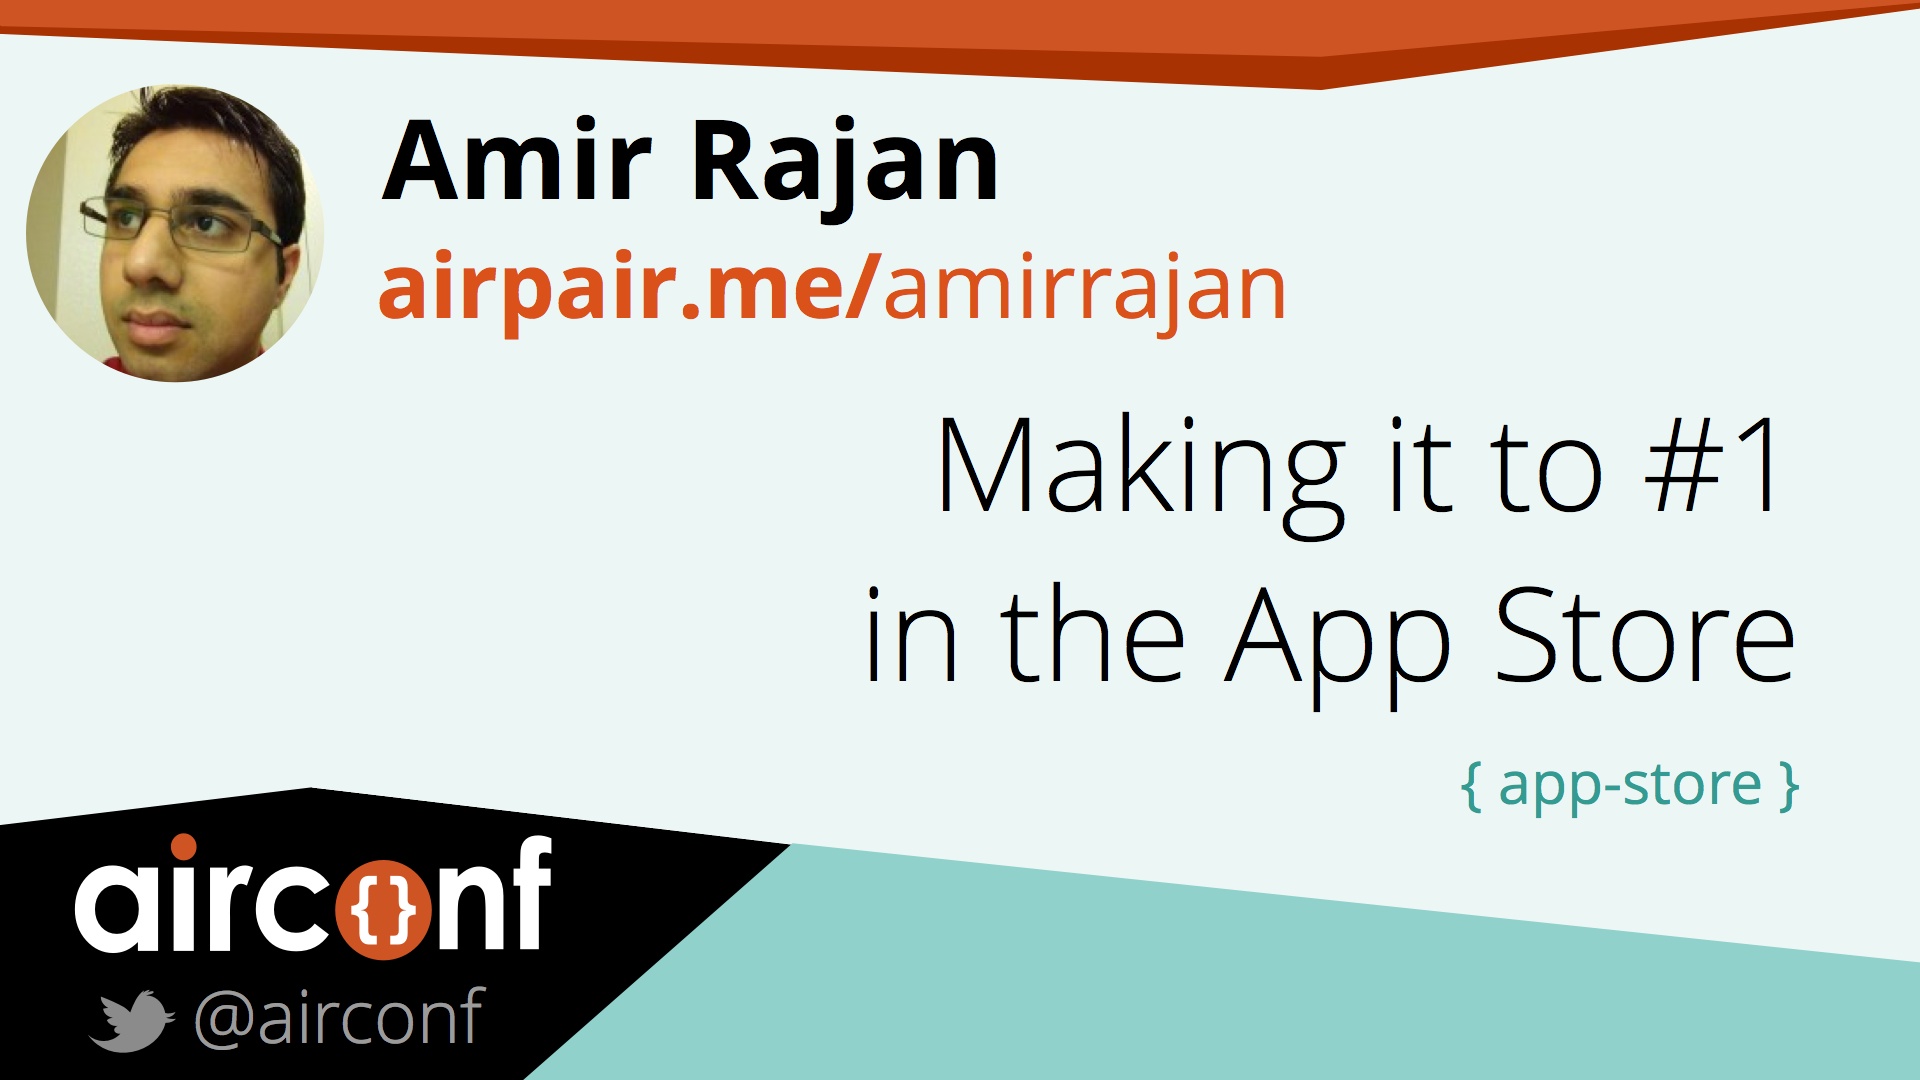 Amir Rajan
airpair.me/amirrajan
Making it to #1
in the App Store
{ app-store }
airc{}nf
@airconf